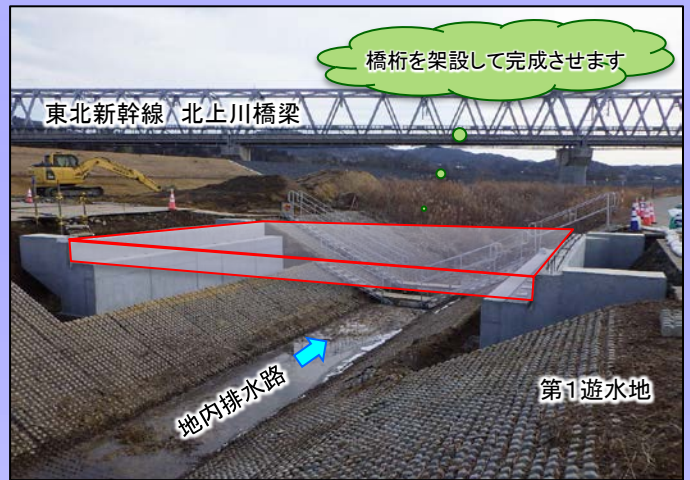 橋桁を架設して完成させます
東北新幹線 北上川橋梁
地内排水路
第1遊水地